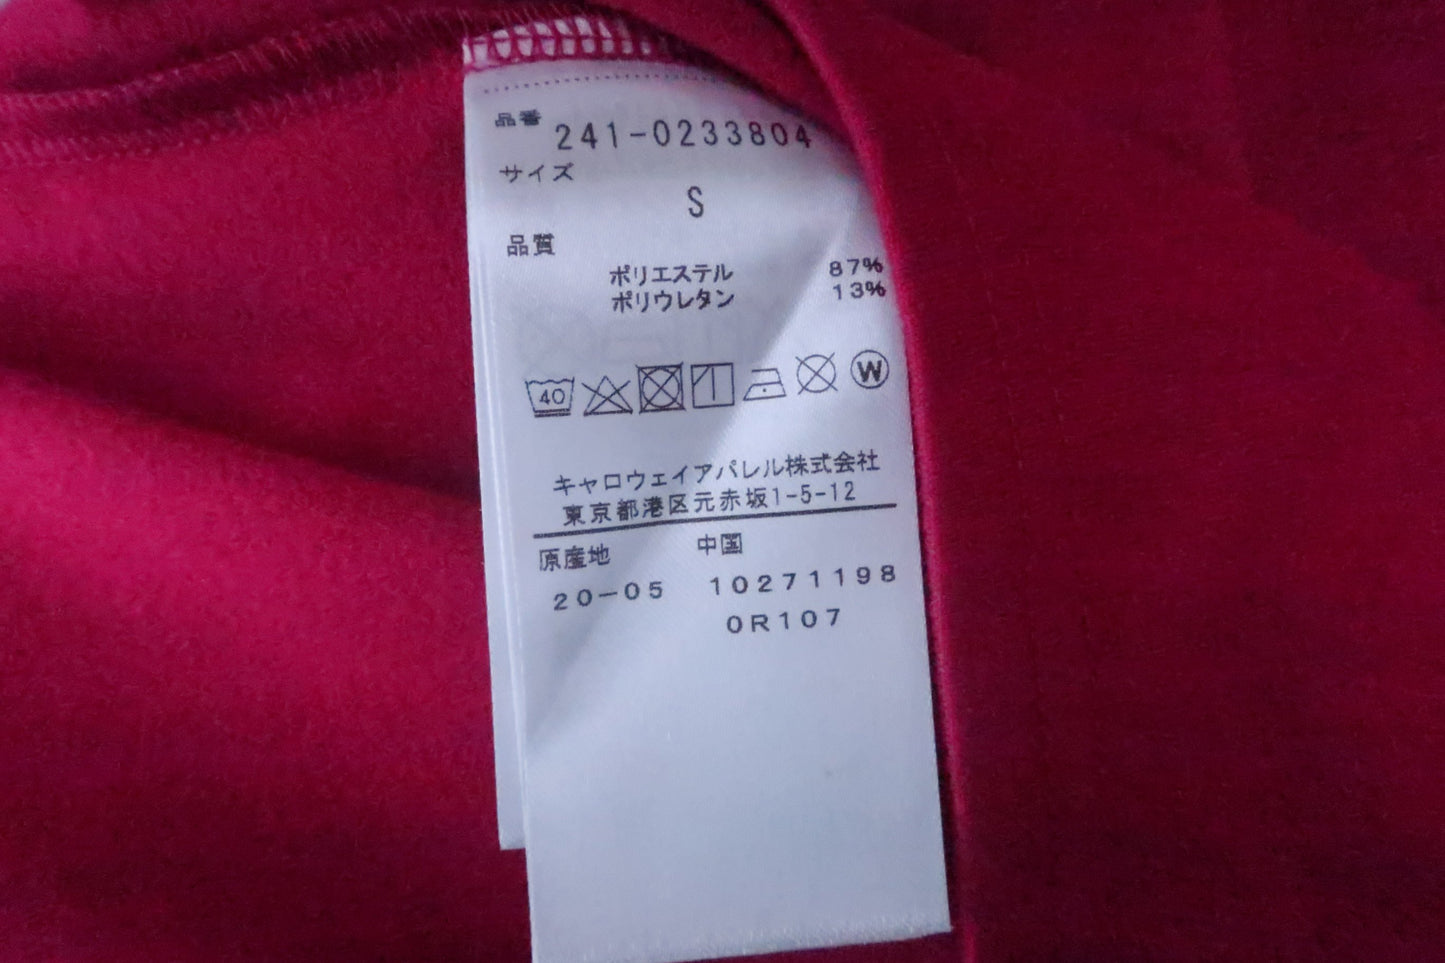 品番
241-0233804
サイズ
S
品質
ポリエステル 87%
ポリウレタン 13%
40 W
キャロウェイアパレル株式会社
東京都港区元赤坂1-5-12
原産地 中国
20-05 10271198
0R107